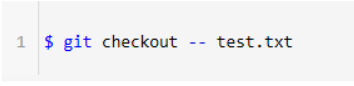 1 $ git checkout -- test.txt